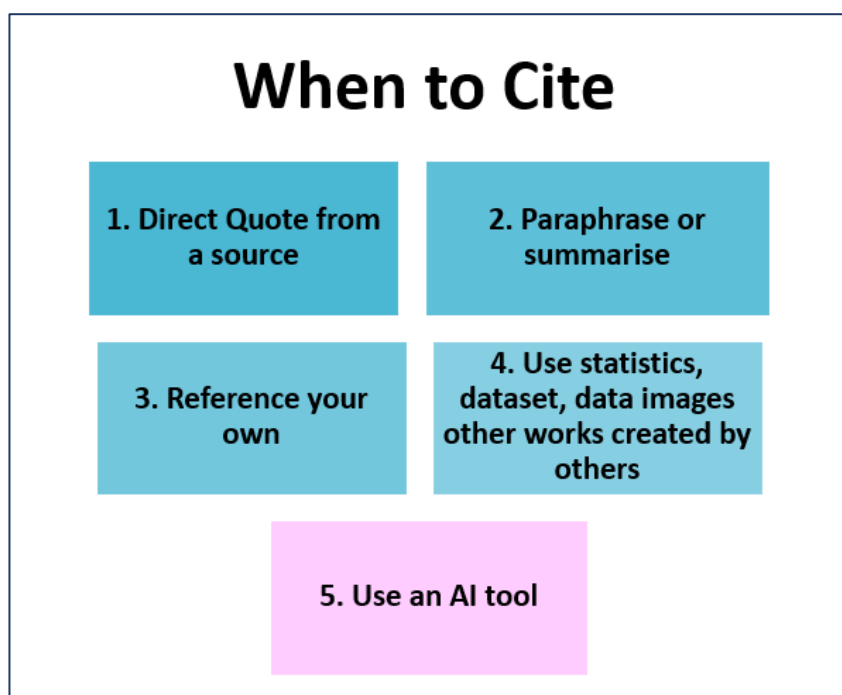 When to Cite
1. Direct Quote from
a source
2. Paraphrase or
summarise
3. Reference your
own
4. Use statistics,
dataset, data images
other works created by
others
5. Use an AI tool